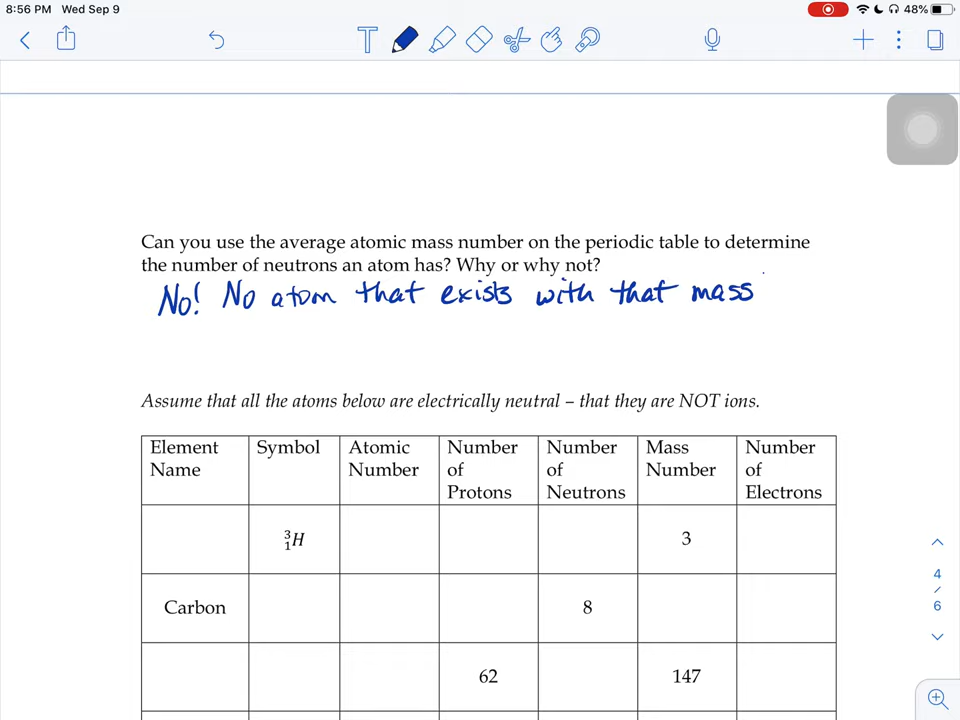 8:56 PM Wed Sep 9 48%
T
Can you use the average atomic mass number on the periodic table to determine
the number of neutrons an atom has? Why or why not?
No! No atom that exists with that mass
Assume that all the atoms below are electrically neutral – that they are NOT ions.
Element Name Symbol Atomic Number Number of Protons Number of Neutrons Mass Number Number of Electrons
³₁H 3
Carbon 8
62 147
4
/
6